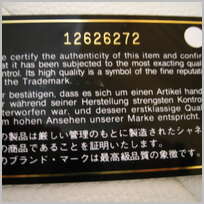 12626272
e certify the authenticity of this item and confirm
at it has been subjected to the most exacting quality
ntrol. Its high quality is a symbol of the fine reputation
the
r bestätigen, dass es sich um einen Artikel hand
r während seiner Herstellung strengsten Kontrol
terworfen war, und dessen erstklassige Qualit
m hohen Ansehen unserer Marke entspricht.
の製品は厳しい管理のもとに製造されたシャネ
の商品であることを証明いたします。
のブランド・マークは最高級品質の象徴です。